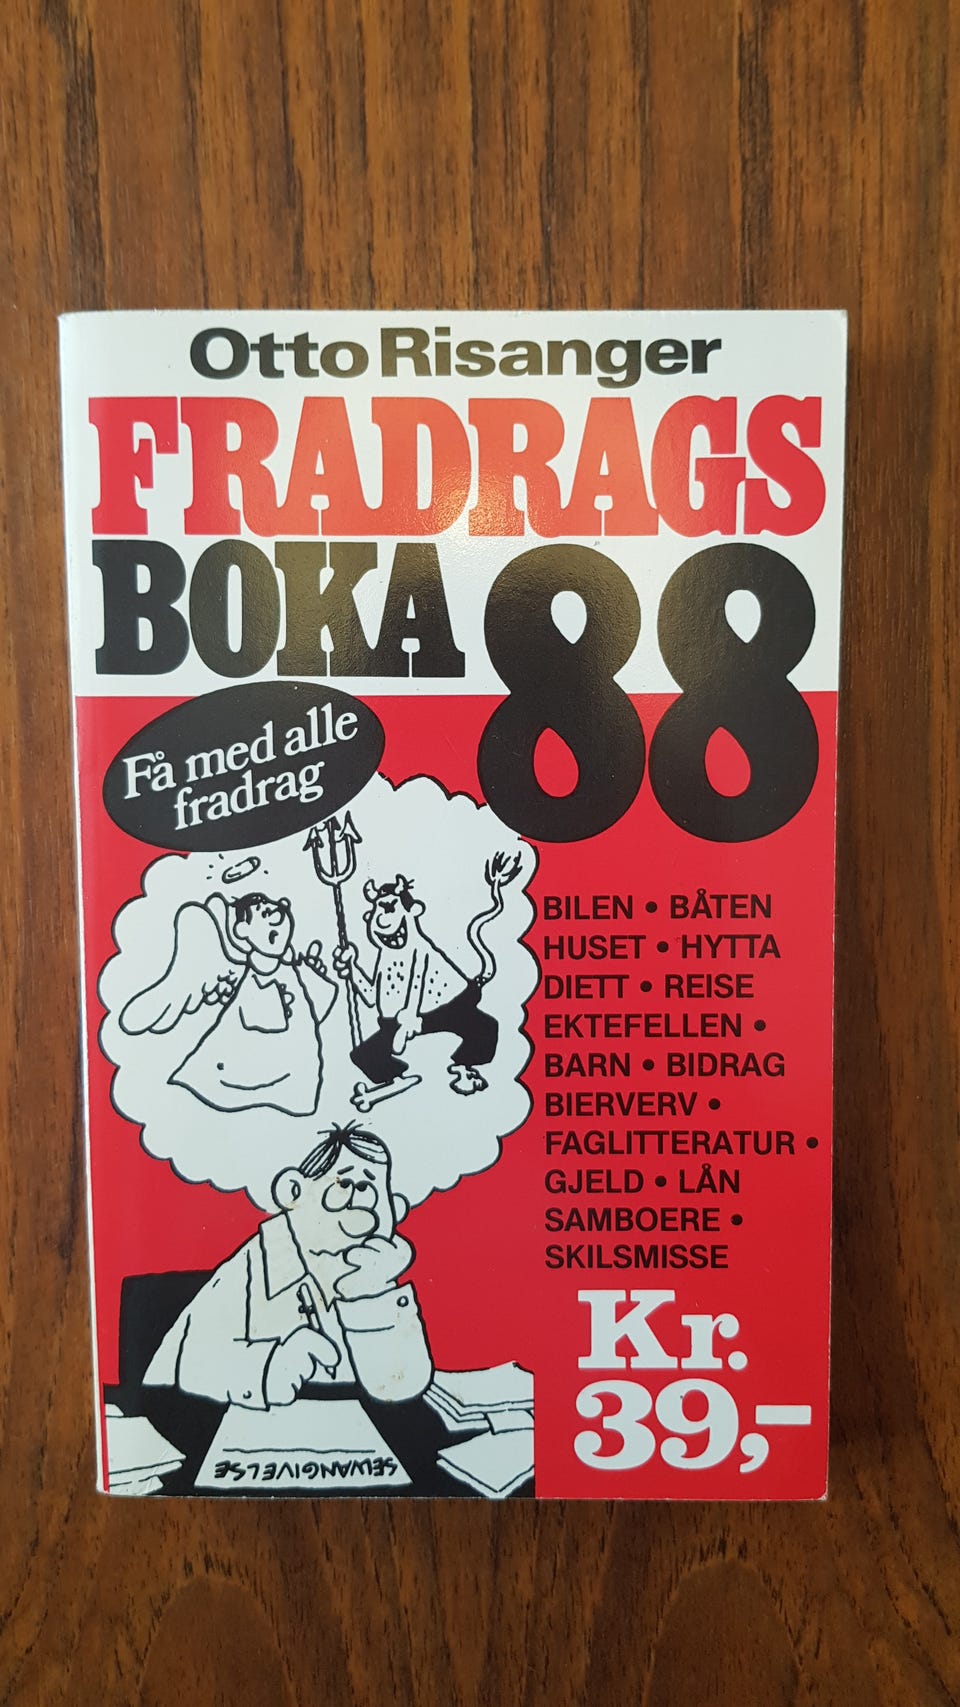 Otto Risanger
FRADRAGS
BOKA 88
Få med alle
fradrag
BILEN • BÅTEN
HUSET • HYTTA
DIETT • REISE
EKTEFELLEN •
BARN • BIDRAG
BIERVERV •
FAGLITTERATUR •
GJELD • LÅN
SAMBOERE •
SKILSMISSE
Kr.
39,-
SELVANGIVELSE